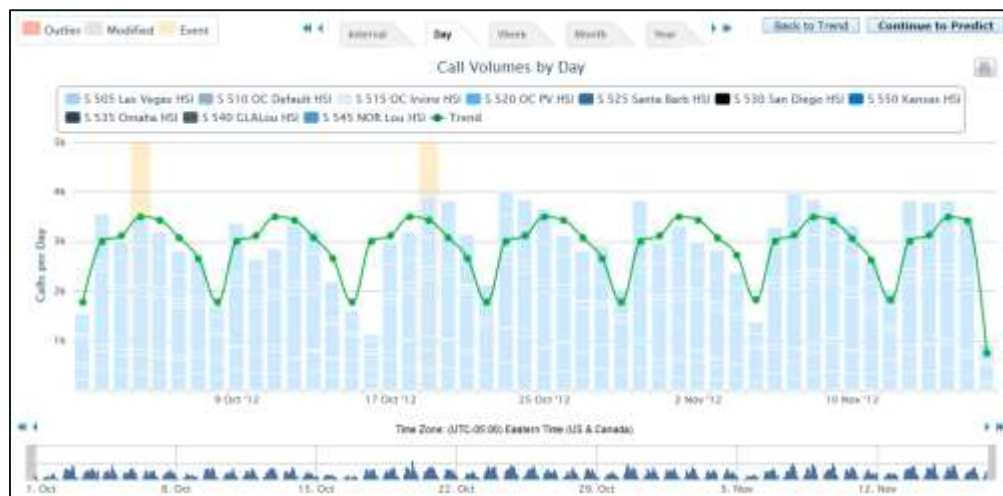 Outlier Modified Event
Interval Day Week Month Year
Back to Trend Continue to Predict
Call Volumes by Day
S 505 Las Vegas HSI S 510 OC Default HSI S 515 OC Irvine HSI S 520 OC PV HSI S 525 Santa Barb HSI S 530 San Diego HSI S 550 Kansas HSI
S 535 Omaha HSI S 540 GLALou HSI S 545 NOR Lou HSI Trend
5k
4k
3k
2k
1k
Calls per Day
9 Oct '12 17 Oct '12 25 Oct '12 2 Nov '12 10 Nov '12
Time Zone: (UTC-05:00) Eastern Time (US & Canada)
1. Oct 8. Oct 15. Oct 22. Oct 29. Oct 5. Nov 12. Nov